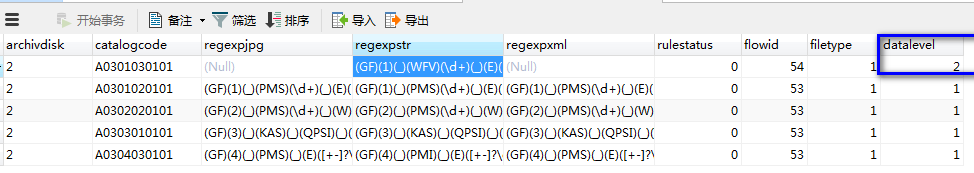 开始事务 备注 筛选 排序 导入 导出
archivdisk catalogcode regexpjpg regexpstr regexpxml rulestatus flowid filetype datalevel
2 A0301030101 (Null) (GF)(1)(_)(WFV)(\d+)(_)(E)( (Null) 0 54 1 2
2 A0301020101 (GF)(1)(_)(PMS)(\d+)(_)(E)( (GF)(1)(_)(PMS)(\d+)(_)(E)( (GF)(1)(_)(PMS)(\d+)(_)(E)( 0 53 1 1
2 A0302020101 (GF)(2)(_)(PMS)(\d+)(_)(W) (GF)(2)(_)(PMS)(\d+)(_)(W) (GF)(2)(_)(PMS)(\d+)(_)(W) 0 53 1 1
2 A0303010101 (GF)(3)(_)(KAS)(_)(QPSI)(_)( (GF)(3)(_)(KAS)(_)(QPSI)(_)( (GF)(3)(_)(KAS)(_)(QPSI)(_)( 0 53 1 1
2 A0304030101 (GF)(4)(_)(PMS)(_)(E([+-]?\ (GF)(4)(_)(PMI)(_)(E([+-]?\ (GF)(4)(_)(PMS)(_)(E([+-]?\ 0 53 1 1